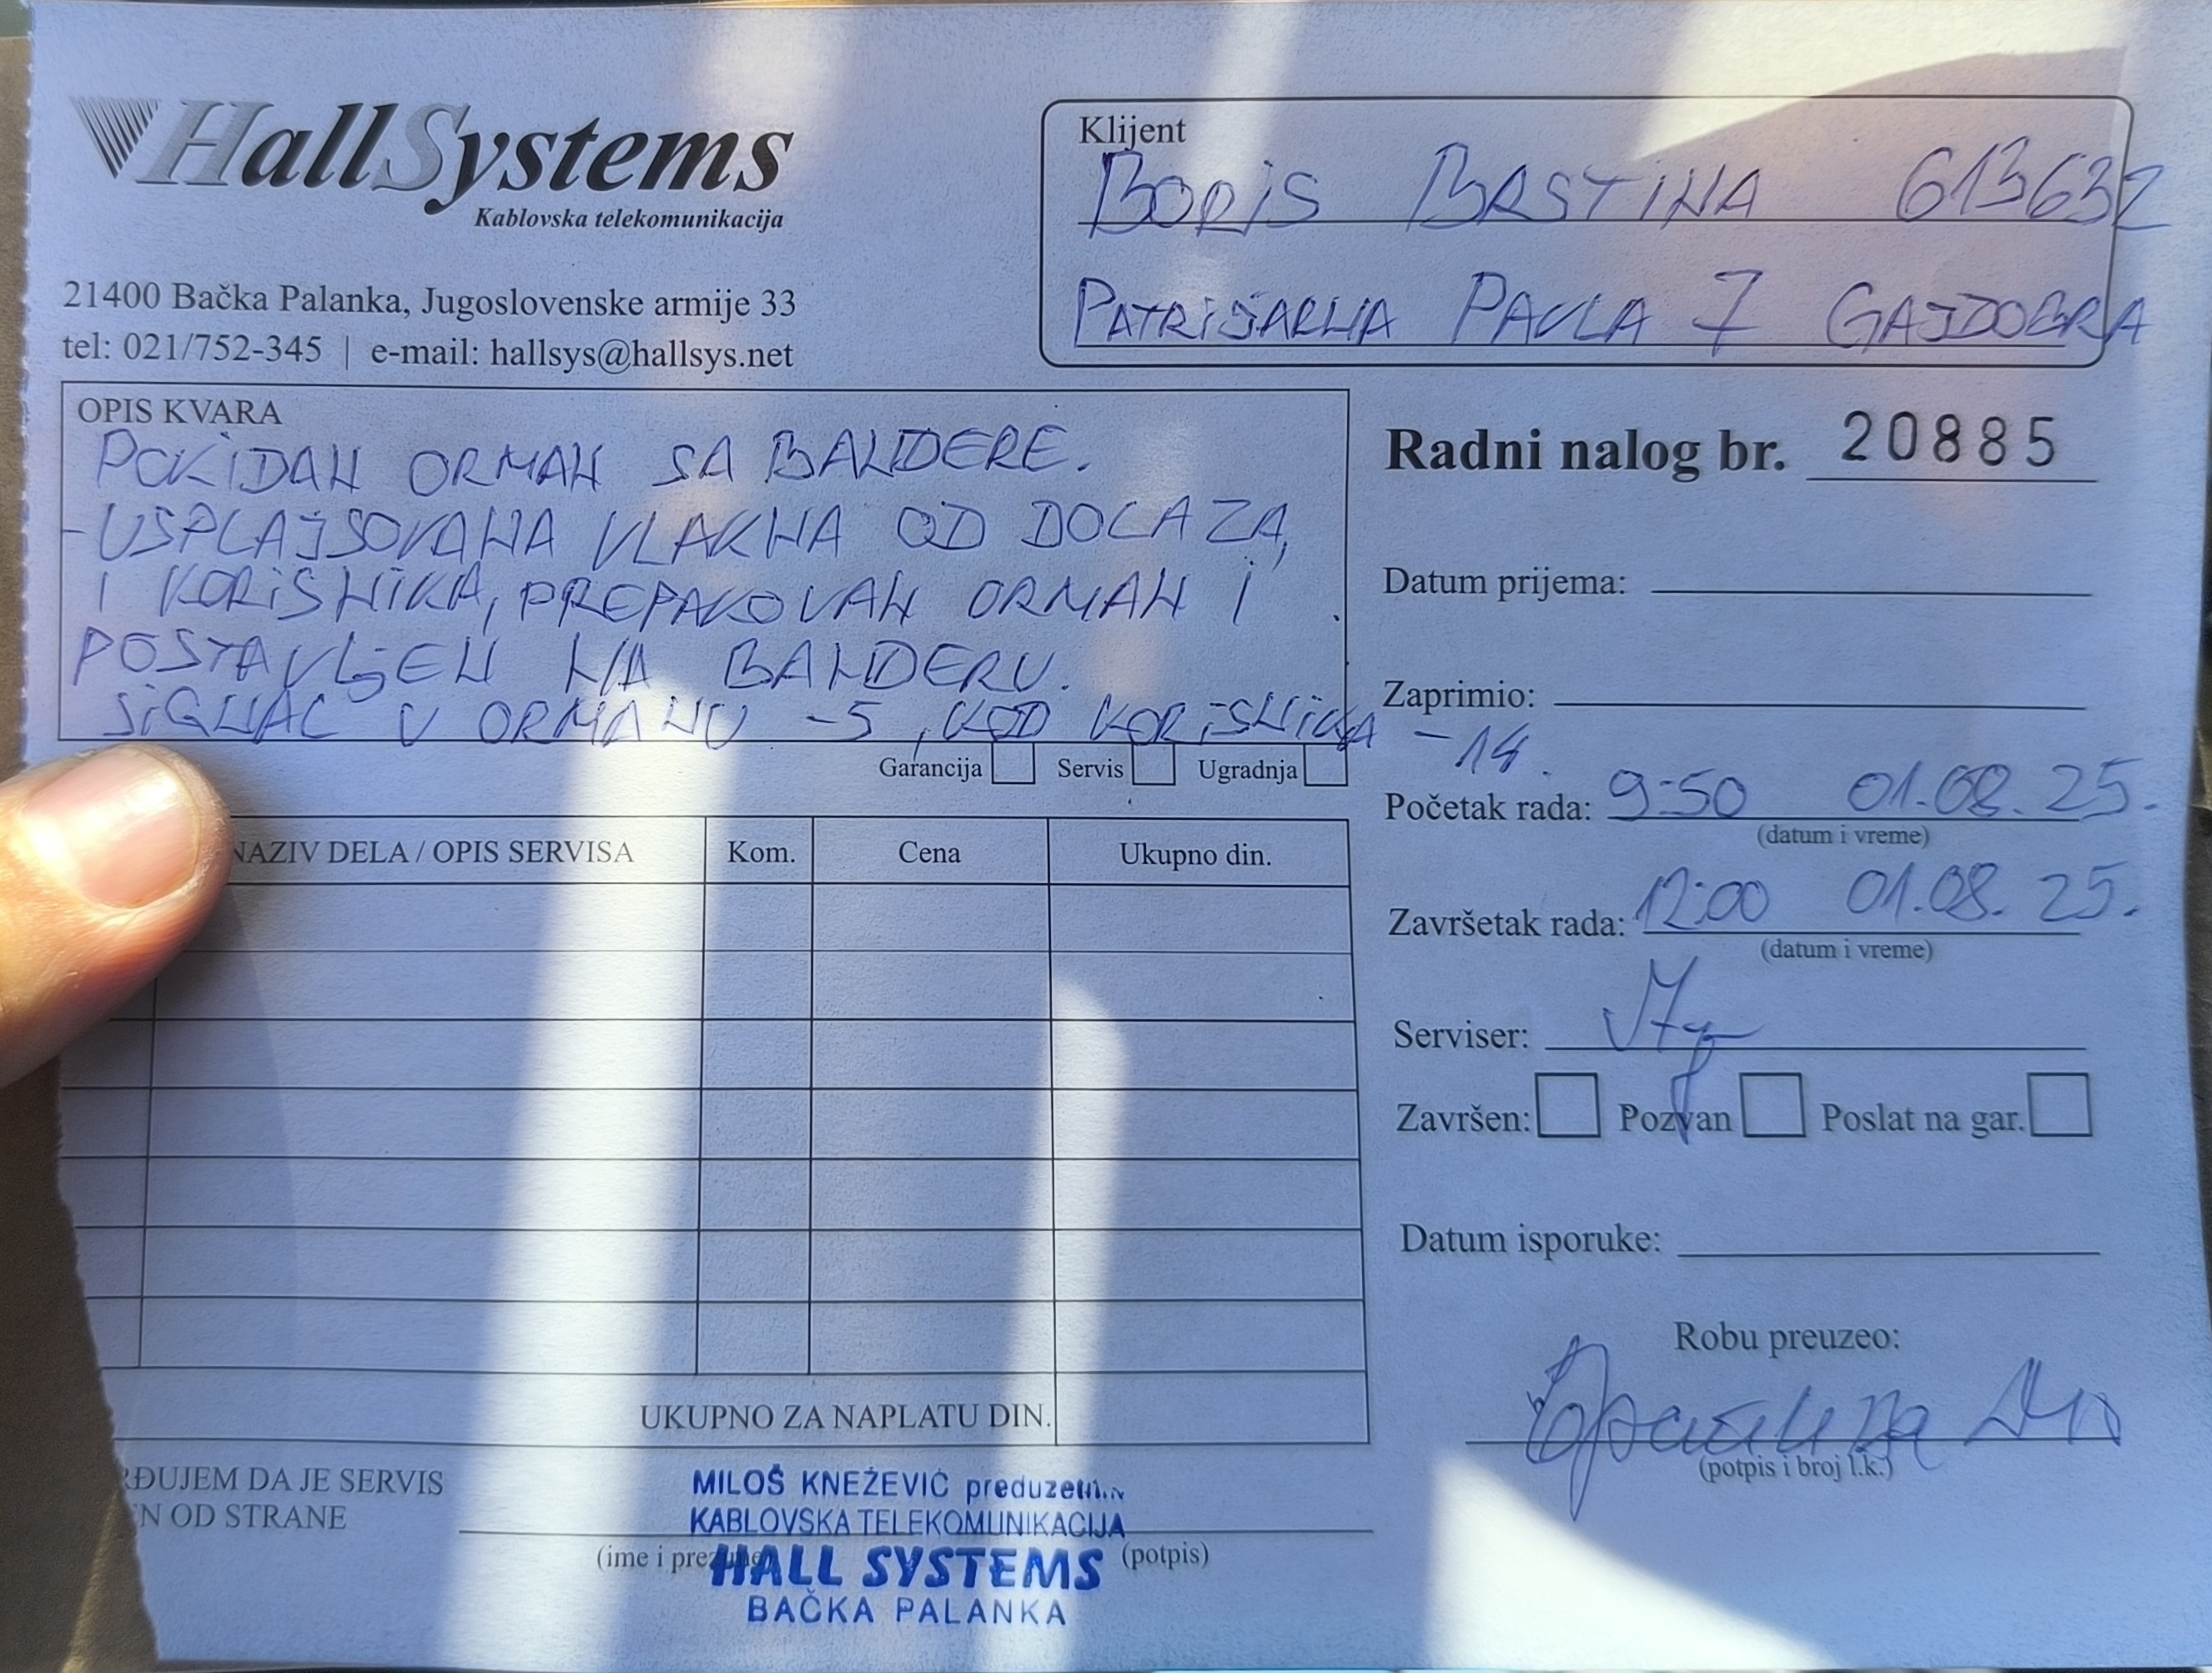 HallSystems
Kablovska telekomunikacija
21400 Bačka Palanka, Jugoslovenske armije 33
tel: 021/752-345 | e-mail: hallsys@hallsys.net
Klijent
BORIS BRSTINA 613632
PATRIJARHA PAVLA 7 GAJDOBRA
OPIS KVARA
POKIDAN ORMAN SA BANDERE.
-USPLAJSOVANA VLAKNA OD DOLAZA,
I KORISNIKA, PREPAKOVAN ORMAN I
POSTAVLJEN NA BANDERU.
SIGNAL U ORMANU -5, KOD KORISNIKA -14.
Garancija Servis Ugradnja
Radni nalog br. 20885
Datum prijema:
Zaprimio:
Početak rada: 9:50 01.08.25.
(datum i vreme)
Završetak rada: 12:00 01.08.25.
(datum i vreme)
Serviser:
Završen: Pozvan Poslat na gar.
Datum isporuke:
Robu preuzeo:
(potpis i broj l.k.)
NAZIV DELA / OPIS SERVISA Kom. Cena Ukupno din.
UKUPNO ZA NAPLATU DIN.
RĐUJEM DA JE SERVIS
N OD STRANE
(ime i prezime) (potpis)
MILOŠ KNEŽEVIĆ
KABLOVSKA TELEKOMUNIKACIJA
HALL SYSTEMS
BAČKA PALANKA